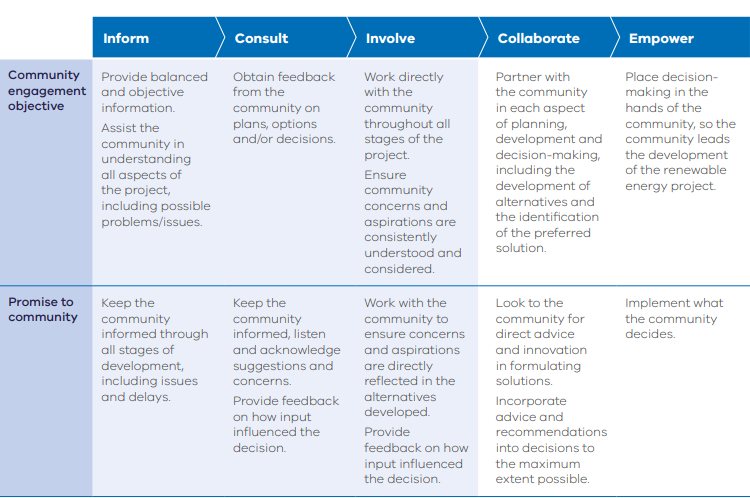 Inform
Consult
Involve
Collaborate
Empower
Community
engagement
objective
Provide balanced
and objective
information.
Assist the
community in
understanding
all aspects of
the project,
including possible
problems/issues.
Obtain feedback
from the
community on
plans, options
and/or decisions.
Work directly
with the
community
throughout all
stages of the
project.
Ensure
community
concerns and
aspirations are
consistently
understood and
considered.
Partner with
the community
in each aspect
of planning,
development and
decision-making,
including the
development of
alternatives and
the identification
of the preferred
solution.
Place decision-
making in the
hands of the
community, so the
community leads
the development
of the renewable
energy project.
Promise to
community
Keep the
community
informed through
all stages of
development,
including issues
and delays.
Keep the
community
informed, listen
and acknowledge
suggestions and
concerns.
Provide feedback
on how input
influenced the
decision.
Work with the
community to
ensure concerns
and aspirations
are directly
reflected in the
alternatives
developed.
Provide
feedback on how
input influenced
the decision.
Look to the
community for
direct advice
and innovation
in formulating
solutions.
Incorporate
advice and
recommendations
into decisions to
the maximum
extent possible.
Implement what
the community
decides.